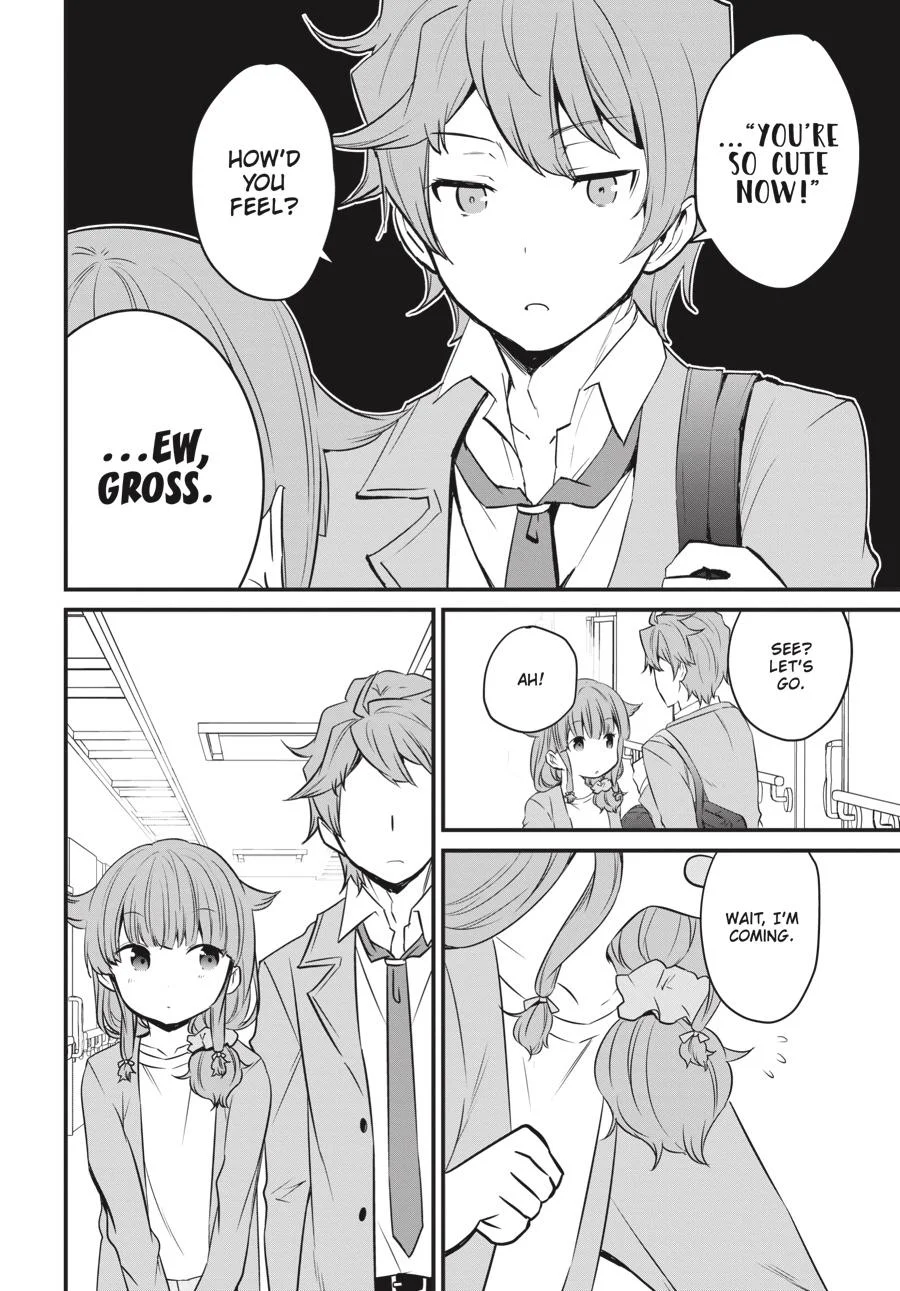 ..."YOU'RE
SO CUTE
NOW!"
HOW'D
YOU
FEEL?
...EW,
GROSS.
SEE?
LET'S
GO.
AH!
WAIT, I'M
COMING.